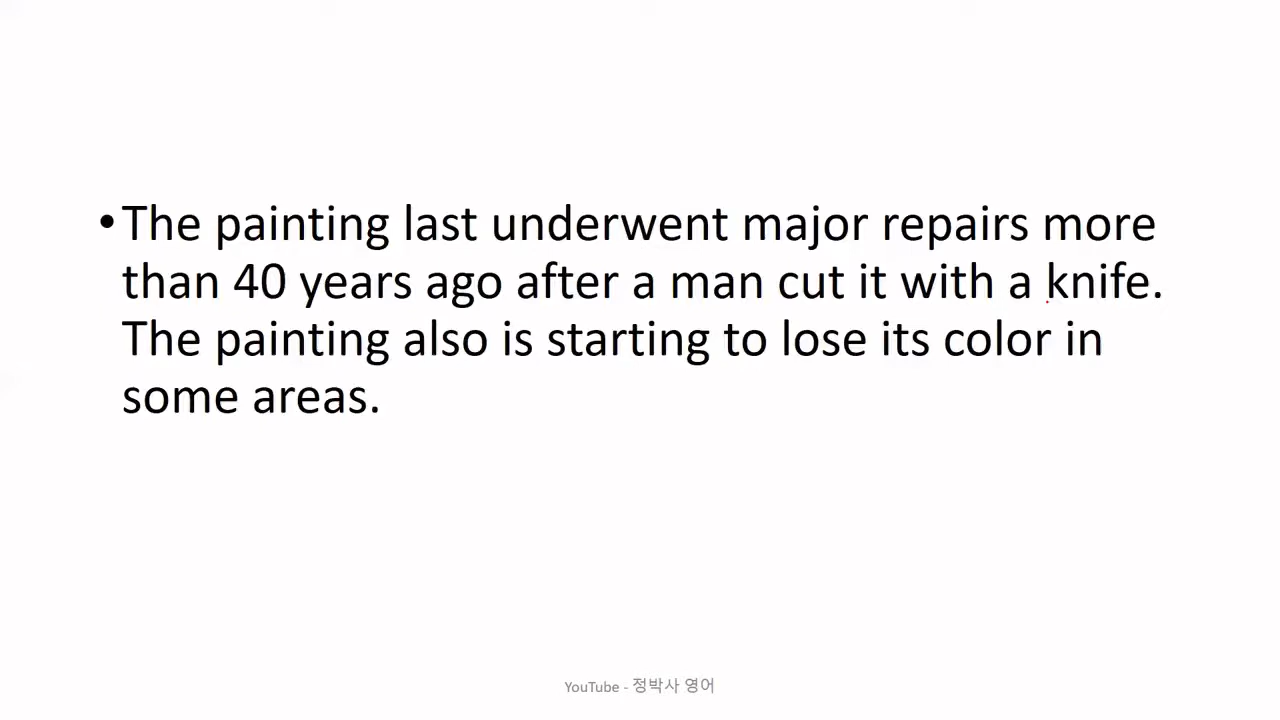 •The painting last underwent major repairs more
than 40 years ago after a man cut it with a knife.
The painting also is starting to lose its color in
some areas.
YouTube - 정박사 영어